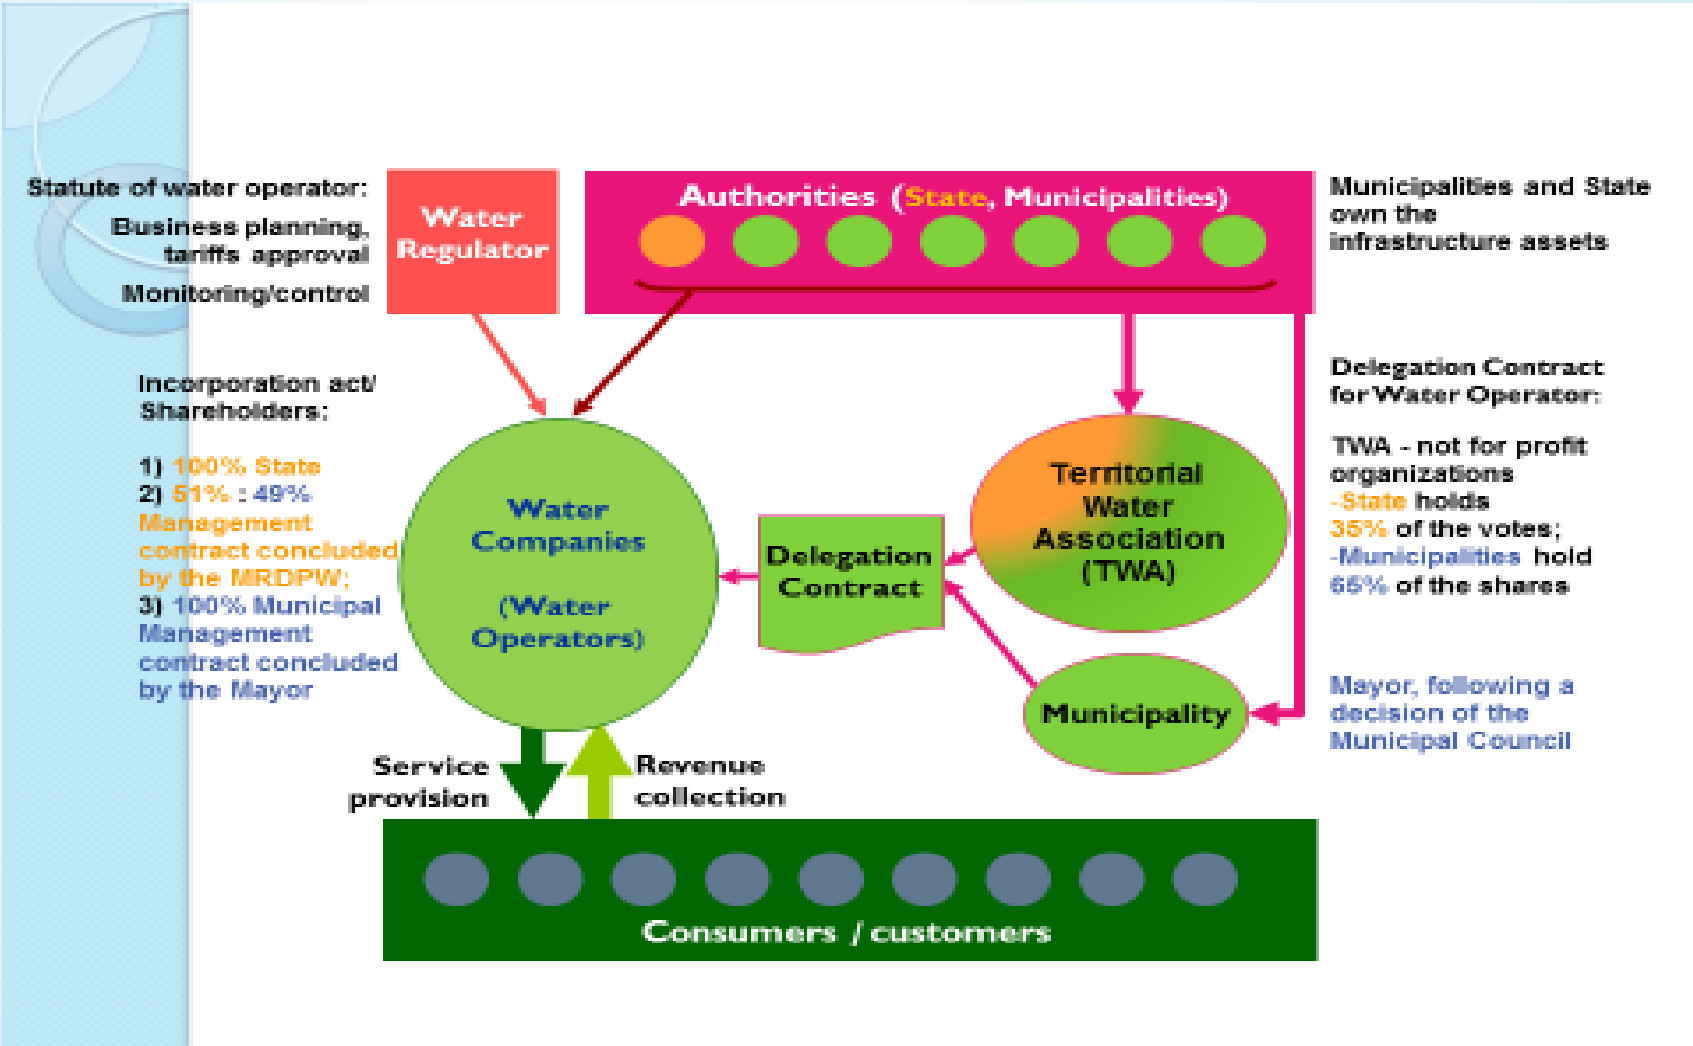 Statute of water operator:
Business planning,
tariffs approval
Monitoring/control
Water
Regulator
Authorities (State, Municipalities)
Municipalities and State
own the
infrastructure assets
Incorporation act/
Shareholders:
1) 100% State
2) 51% : 49%
Management
contract concluded
by the MRDPW;
3) 100% Municipal
Management
contract concluded
by the Mayor
Water
Companies
(Water
Operators)
Delegation
Contract
Territorial
Water
Association
(TWA)
Municipality
Delegation Contract
for Water Operator:
TWA - not for profit
organizations
-State holds
35% of the votes;
-Municipalities hold
65% of the shares
Mayor, following a
decision of the
Municipal Council
Service
provision
Revenue
collection
Consumers / customers